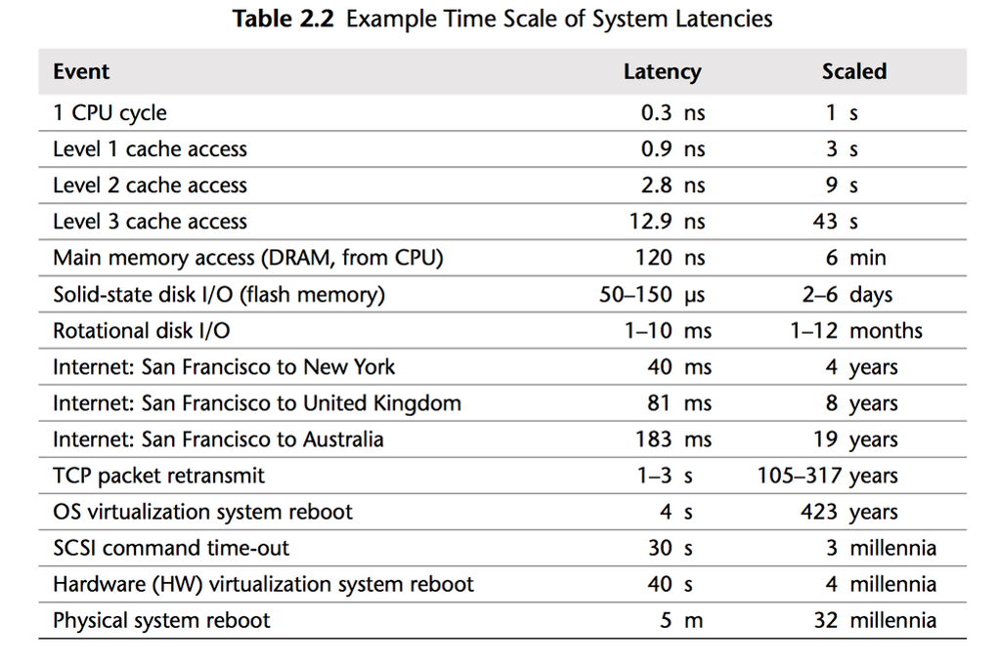 Table 2.2 Example Time Scale of System Latencies
Event Latency Scaled
1 CPU cycle 0.3 ns 1 s
Level 1 cache access 0.9 ns 3 s
Level 2 cache access 2.8 ns 9 s
Level 3 cache access 12.9 ns 43 s
Main memory access (DRAM, from CPU) 120 ns 6 min
Solid-state disk I/O (flash memory) 50–150 μs 2–6 days
Rotational disk I/O 1–10 ms 1–12 months
Internet: San Francisco to New York 40 ms 4 years
Internet: San Francisco to United Kingdom 81 ms 8 years
Internet: San Francisco to Australia 183 ms 19 years
TCP packet retransmit 1–3 s 105–317 years
OS virtualization system reboot 4 s 423 years
SCSI command time-out 30 s 3 millennia
Hardware (HW) virtualization system reboot 40 s 4 millennia
Physical system reboot 5 m 32 millennia